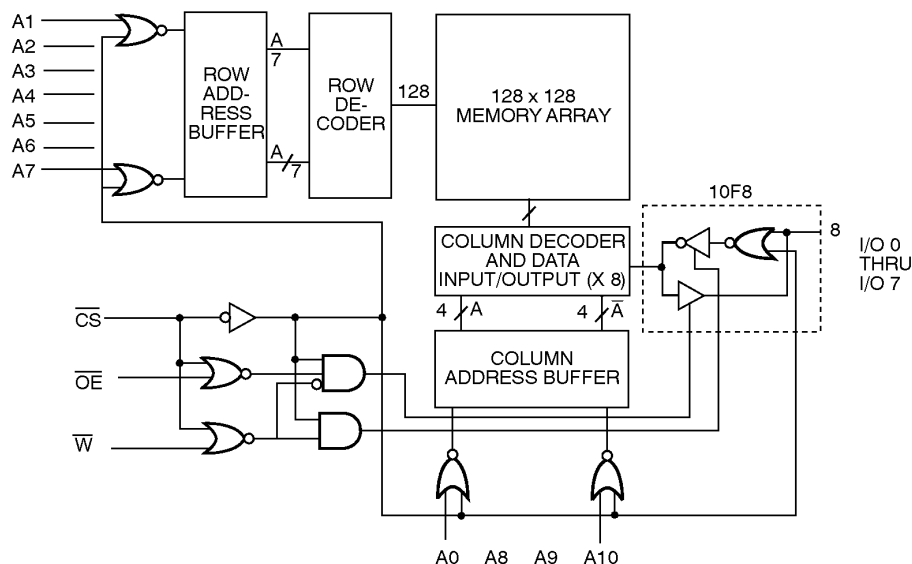 A1
A2
A3
A4
A5
A6
A7
ROW
ADD-
RESS
BUFFER
A
7
A
7
ROW
DE-
CODER
128
128 x 128
MEMORY ARRAY
10F8
8
I/O 0
THRU
I/O 7
COLUMN DECODER
AND DATA
INPUT/OUTPUT (X 8)
4 A
4 A̅
COLUMN
ADDRESS BUFFER
C̅S̅
O̅E̅
W̅
A0 A8 A9 A10